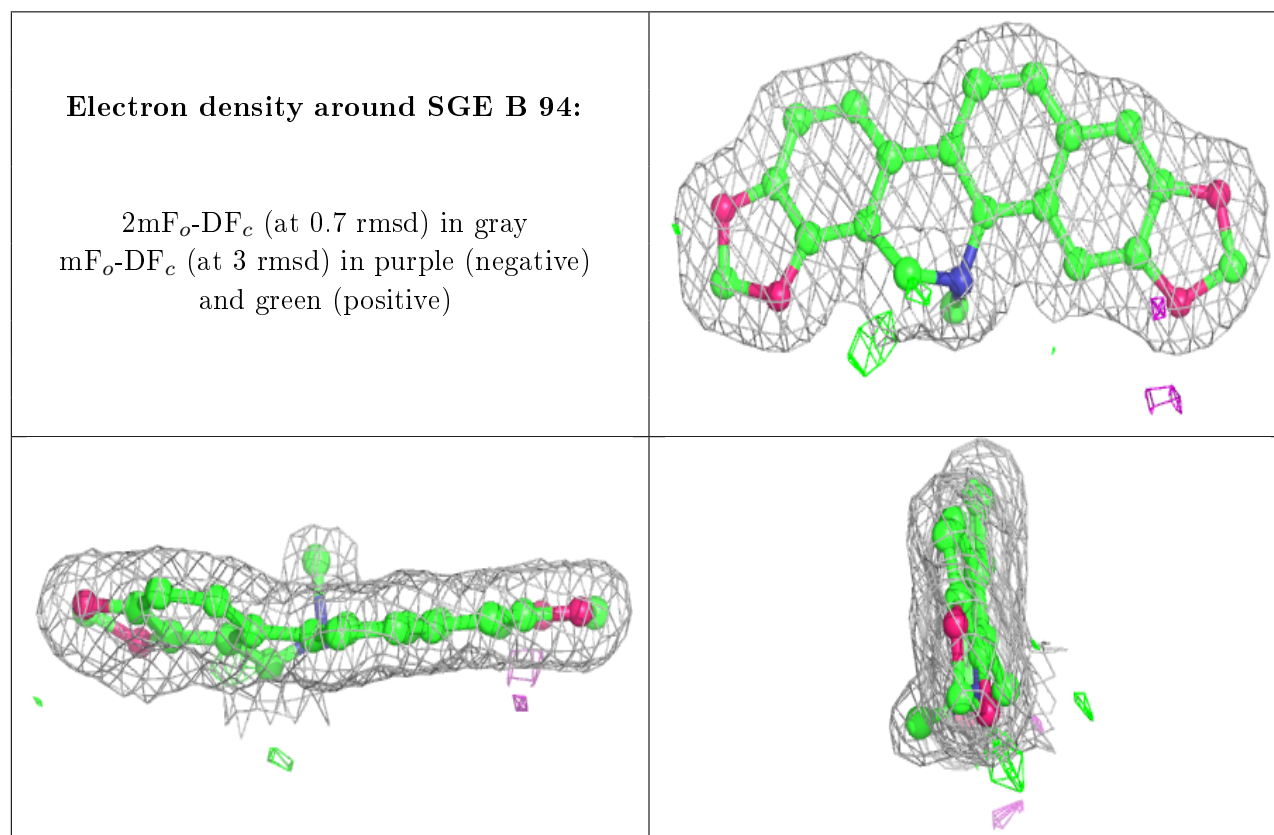 Electron density around SGE B 94:
2mFₒ-DF𝒸 (at 0.7 rmsd) in gray
mFₒ-DF𝒸 (at 3 rmsd) in purple (negative)
and green (positive)